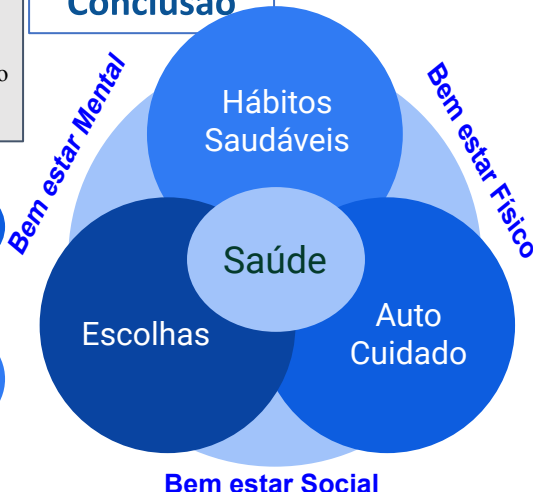 Conclusão
o
Bem estar Mental
Bem estar Físico
Hábitos
Saudáveis
Saúde
Escolhas
Auto
Cuidado
Bem estar Social